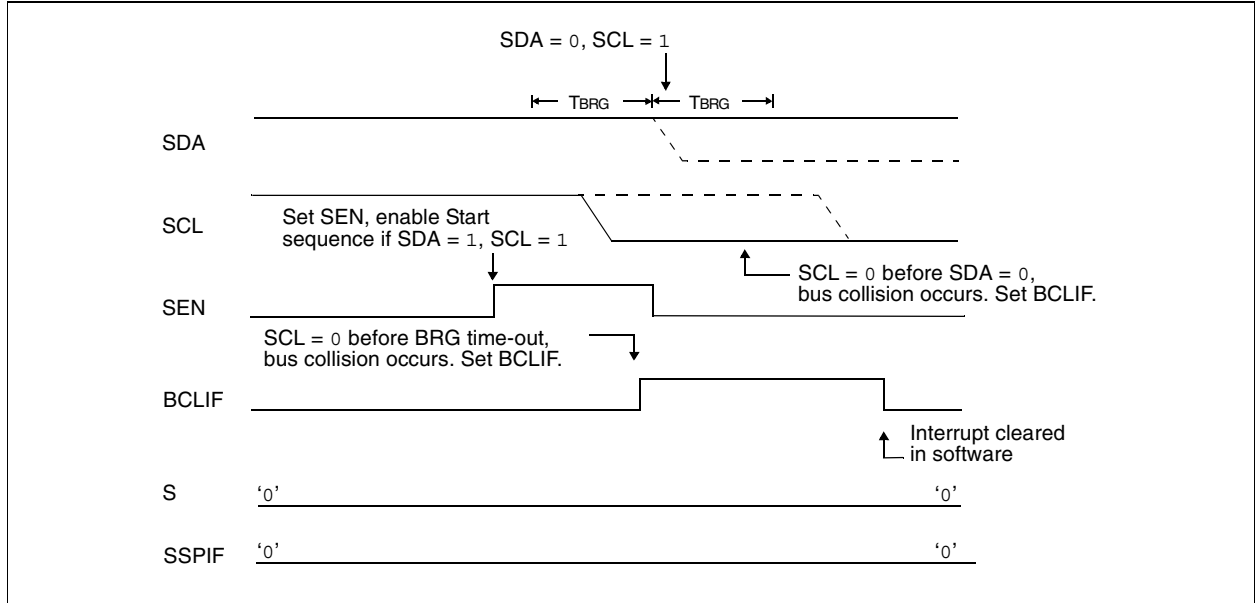 SDA = 0, SCL = 1
TBRG TBRG
SDA
SCL
Set SEN, enable Start
sequence if SDA = 1, SCL = 1
SCL = 0 before SDA = 0,
bus collision occurs. Set BCLIF.
SEN
SCL = 0 before BRG time-out,
bus collision occurs. Set BCLIF.
BCLIF
Interrupt cleared
in software
S ‘0’ ‘0’
SSPIF ‘0’ ‘0’